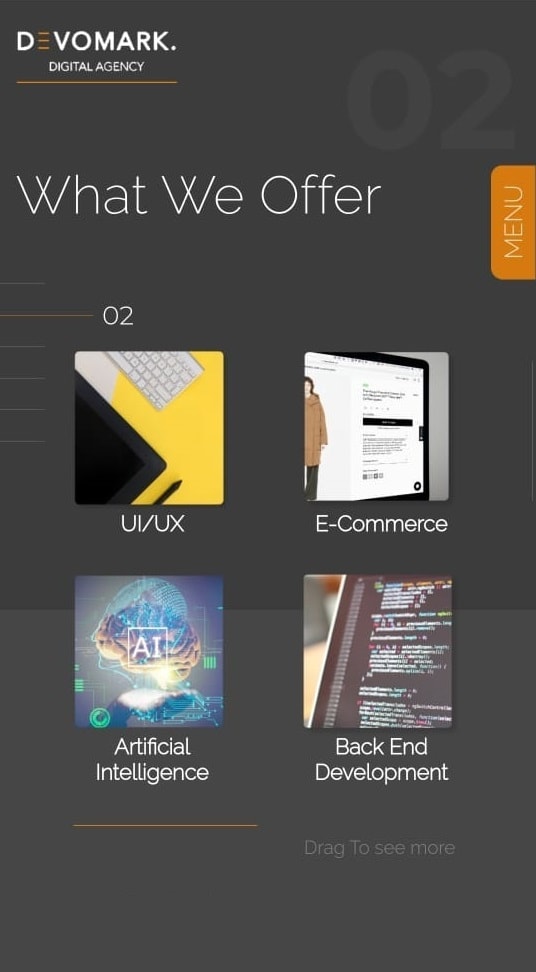 DEVOMARK.
DIGITAL AGENCY
02
What We Offer
MENU
02
UI/UX
E-Commerce
AI
Artificial
Intelligence
Back End
Development
Drag To see more